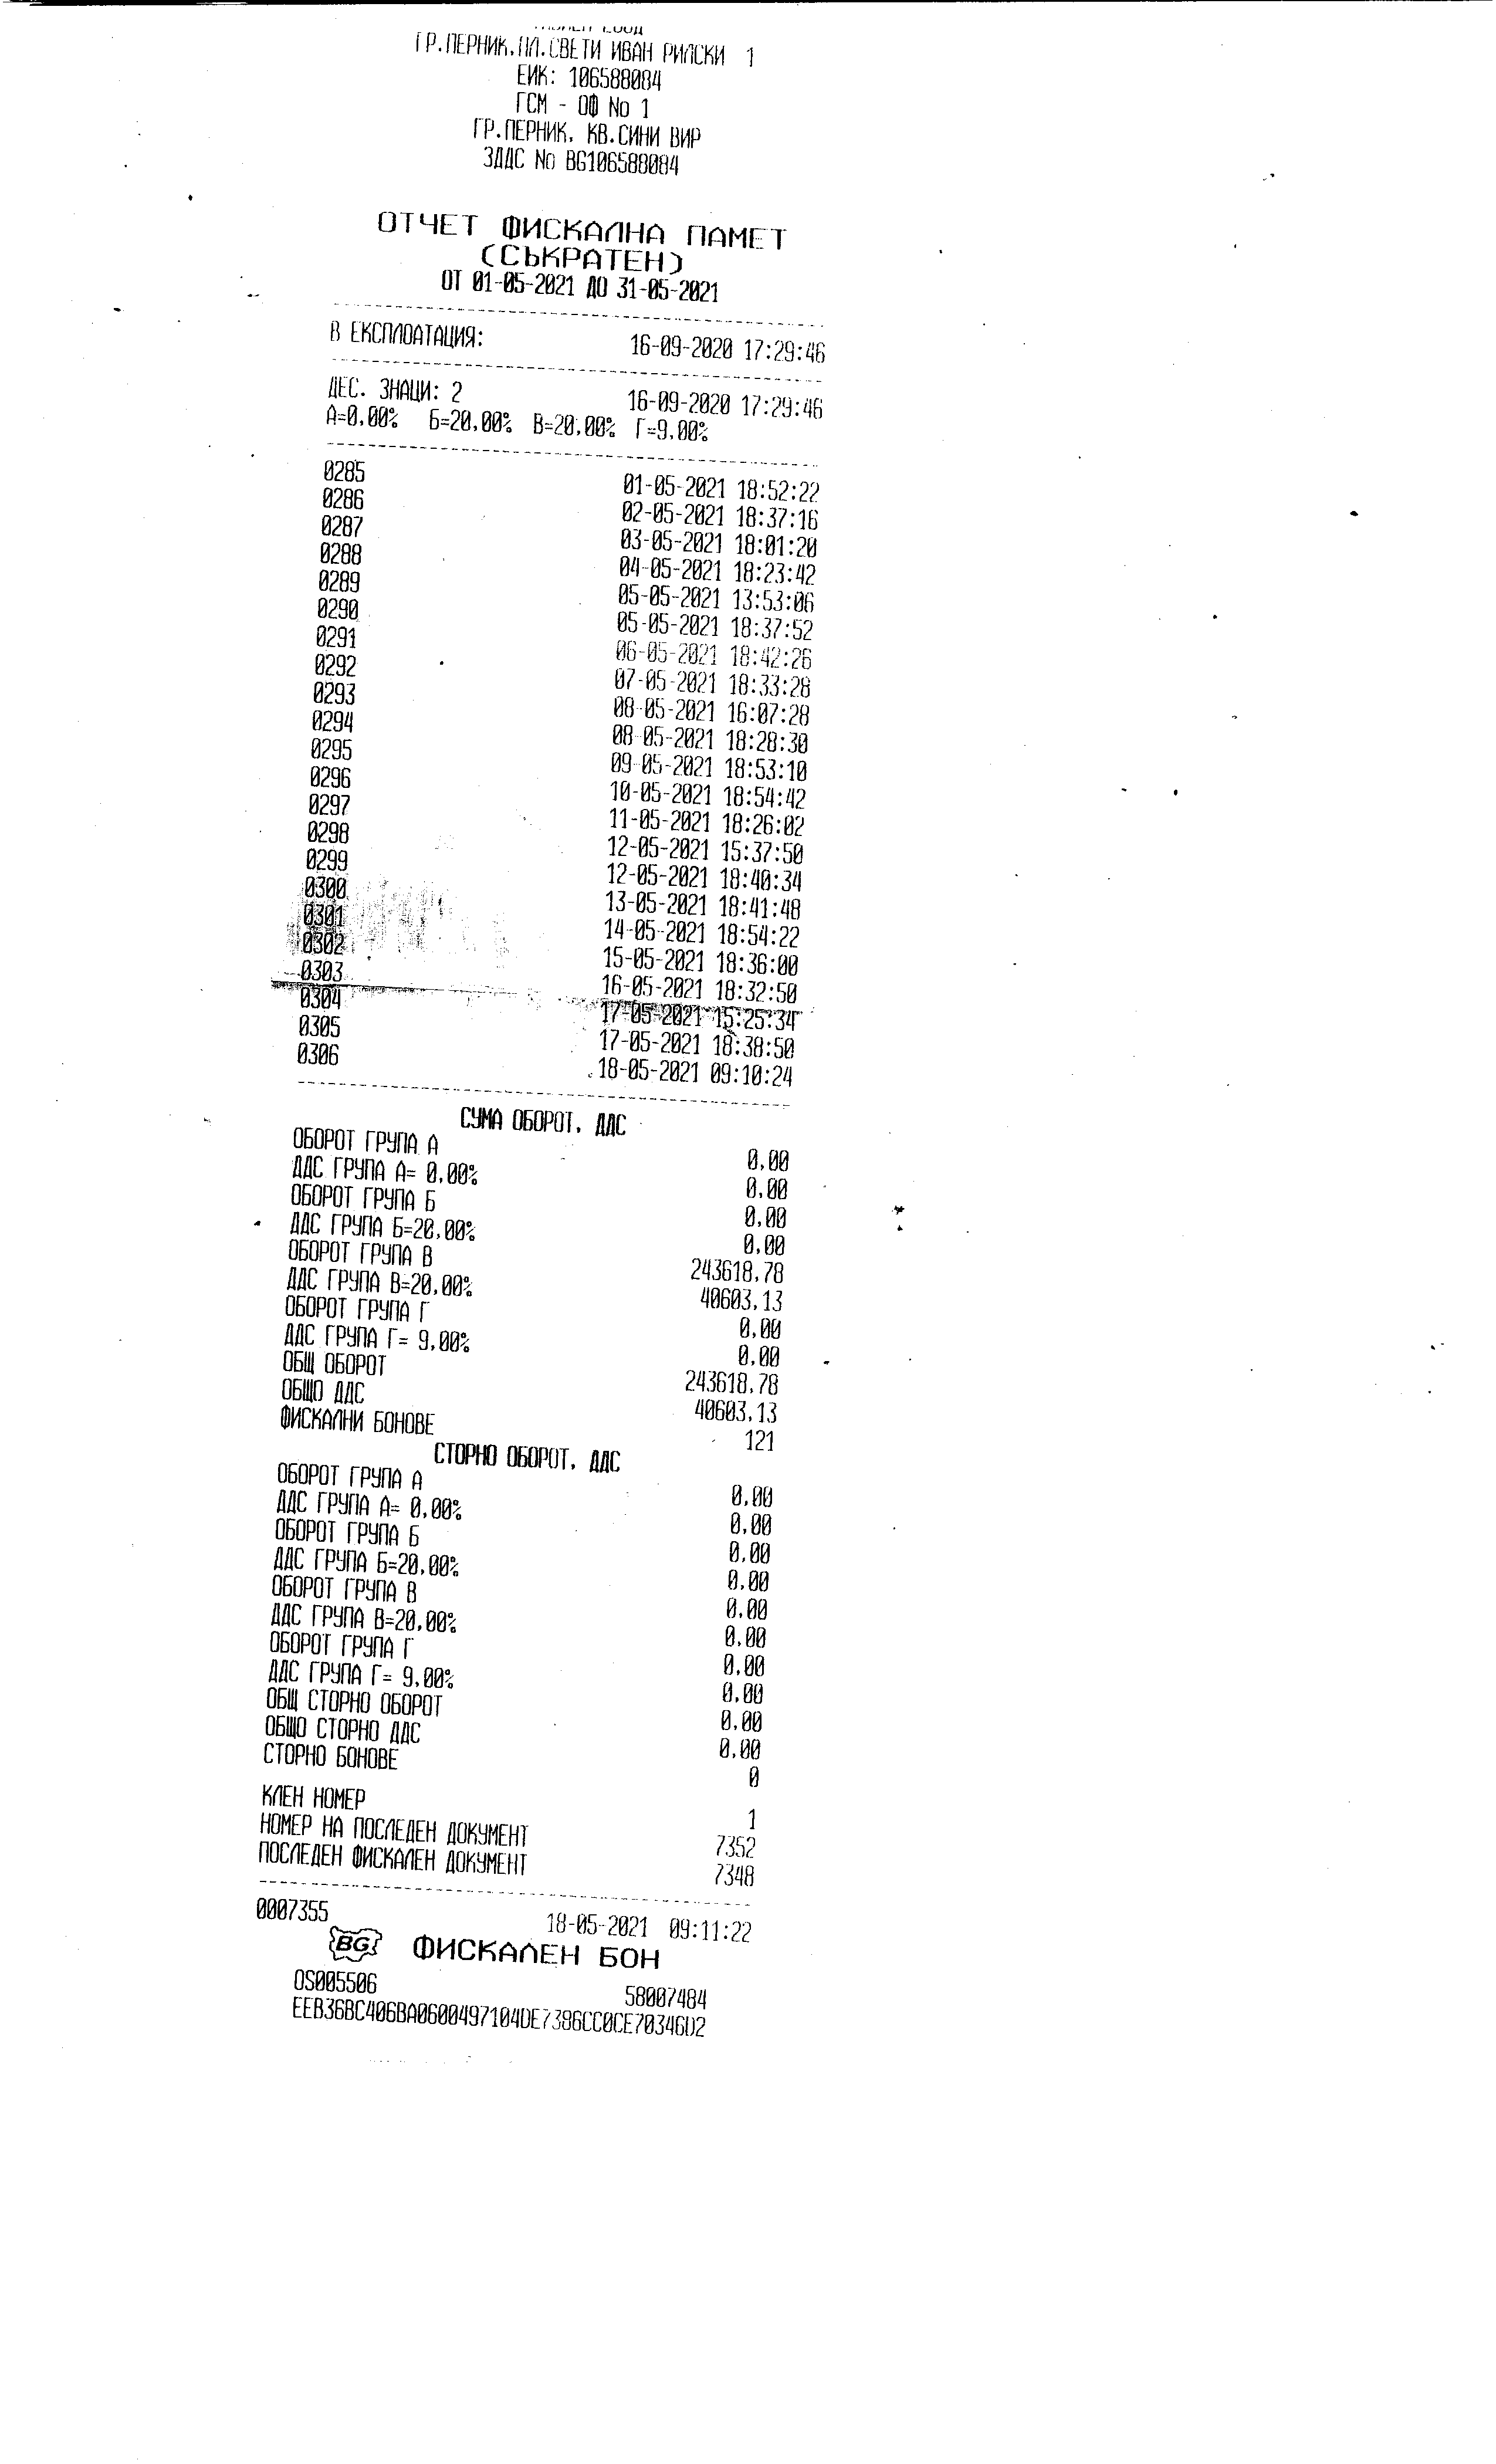 ЕООД
ГР.ПЕРНИК.ПЛ.СВЕТИ ИВАН РИЛСКИ 1
ЕИК: 106588084
ГСМ - ОФ No 1
ГР.ПЕРНИК. КВ.СИНИ ВИР
ЗДДС No BG106588084
ОТЧЕТ ФИСКАЛНА ПАМЕТ
(СЪКРАТЕН)
ОТ 01-05-2021 ДО 31-05-2021
В ЕКСПЛОАТАЦИЯ: 16-09-2020 17:29:46
ДЕС. ЗНАЦИ: 2 16-09-2020 17:29:46
А=0.00% Б=20.00% В=20.00% Г=9.00%
0285 01-05-2021 18:52:22
0286 02-05-2021 18:37:16
0287 03-05-2021 18:01:20
0288 04-05-2021 18:23:42
0289 05-05-2021 13:53:06
0290 05-05-2021 18:37:52
0291 06-05-2021 18:42:26
0292 07-05-2021 18:33:28
0293 08-05-2021 16:07:28
0294 08-05-2021 18:28:30
0295 09-05-2021 18:53:10
0296 10-05-2021 18:54:42
0297 11-05-2021 18:26:02
0298 12-05-2021 15:37:50
0299 12-05-2021 18:40:34
0300 13-05-2021 18:41:48
0301 14-05-2021 18:54:22
0302 15-05-2021 18:36:00
0303 16-05-2021 18:32:50
0304 17-05-2021 15:25:34
0305 17-05-2021 18:38:50
0306 18-05-2021 09:10:24
СУМА ОБОРОТ. ДДС
ОБОРОТ ГРУПА А 0.00
ДДС ГРУПА А= 0.00% 0.00
ОБОРОТ ГРУПА Б 0.00
ДДС ГРУПА Б=20.00% 0.00
ОБОРОТ ГРУПА В 243618.78
ДДС ГРУПА В=20.00% 40603.13
ОБОРОТ ГРУПА Г 0.00
ДДС ГРУПА Г= 9.00% 0.00
ОБЩ ОБОРОТ 243618.78
ОБЩО ДДС 40603.13
ФИСКАЛНИ БОНОВЕ 121
СТОРНО ОБОРОТ. ДДС
ОБОРОТ ГРУПА А 0.00
ДДС ГРУПА А= 0.00% 0.00
ОБОРОТ ГРУПА Б 0.00
ДДС ГРУПА Б=20.00% 0.00
ОБОРОТ ГРУПА В 0.00
ДДС ГРУПА В=20.00% 0.00
ОБОРОТ ГРУПА Г 0.00
ДДС ГРУПА Г= 9.00% 0.00
ОБЩ СТОРНО ОБОРОТ 0.00
ОБЩО СТОРНО ДДС 0.00
СТОРНО БОНОВЕ 0
КЛЕН НОМЕР 1
НОМЕР НА ПОСЛЕДЕН ДОКУМЕНТ 7352
ПОСЛЕДЕН ФИСКАЛЕН ДОКУМЕНТ 7348
0007355 18-05-2021 09:11:22
BG ФИСКАЛЕН БОН
OS005506 58007484
EEB36BC406BA0600497104DE7386CC0CE70346D2